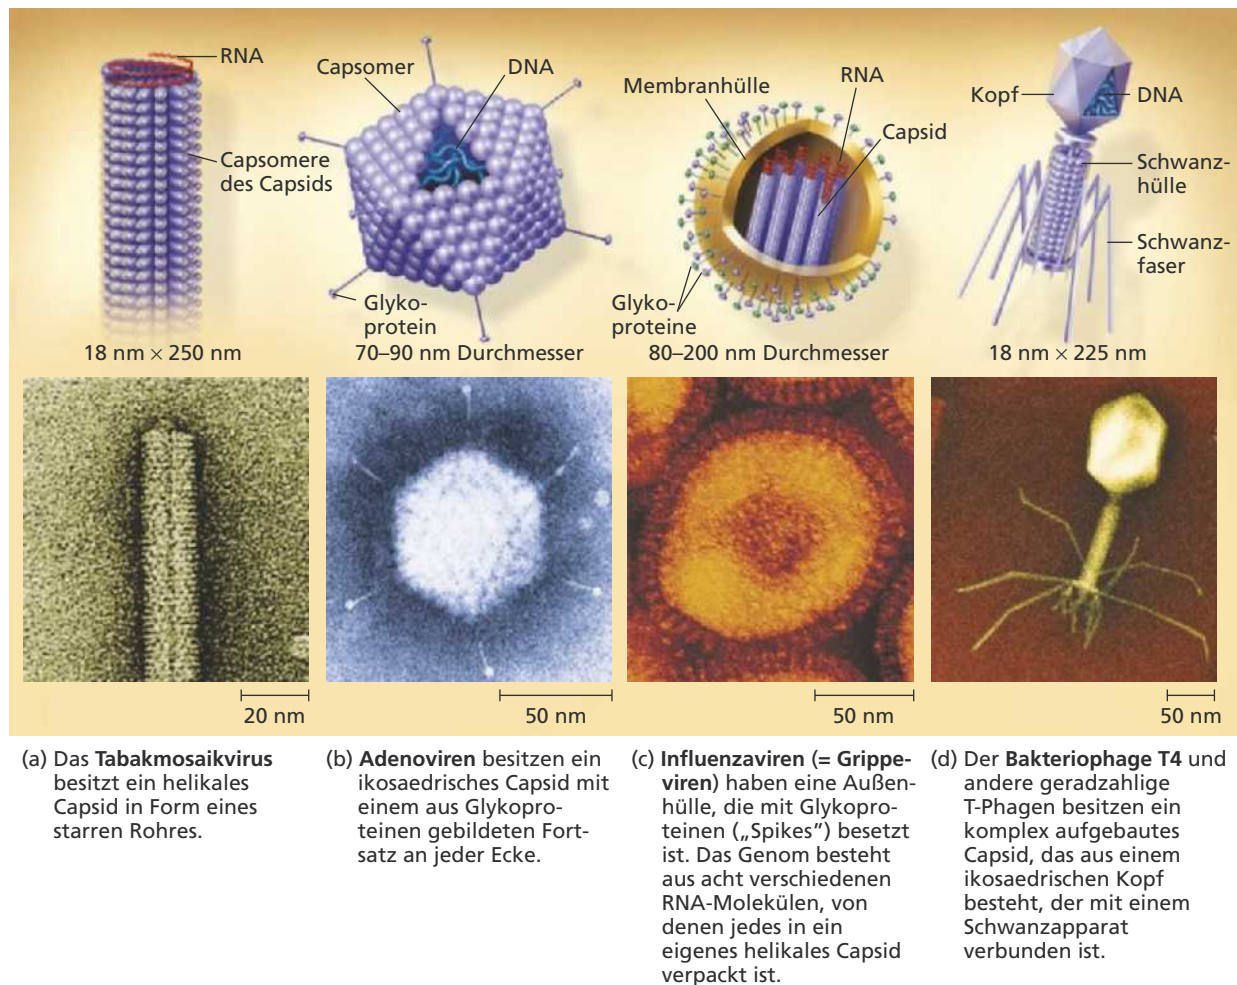 RNA
Capsomere
des Capsids
18 nm × 250 nm
Capsomer
DNA
Glyko-
protein
70–90 nm Durchmesser
Membranhülle
RNA
Capsid
Glyko-
proteine
80–200 nm Durchmesser
Kopf
DNA
Schwanz-
hülle
Schwanz-
faser
18 nm × 225 nm
20 nm
50 nm
50 nm
50 nm
(a) Das Tabakmosaikvirus
besitzt ein helikales
Capsid in Form eines
starren Rohres.
(b) Adenoviren besitzen ein
ikosaedrisches Capsid mit
einem aus Glykopro-
teinen gebildeten Fort-
satz an jeder Ecke.
(c) Influenzaviren (= Grippe-
viren) haben eine Außen-
hülle, die mit Glykopro-
teinen („Spikes”) besetzt
ist. Das Genom besteht
aus acht verschiedenen
RNA-Molekülen, von
denen jedes in ein
eigenes helikales Capsid
verpackt ist.
(d) Der Bakteriophage T4 und
andere geradzahlige
T-Phagen besitzen ein
komplex aufgebautes
Capsid, das aus einem
ikosaedrischen Kopf
besteht, der mit einem
Schwanzapparat
verbunden ist.